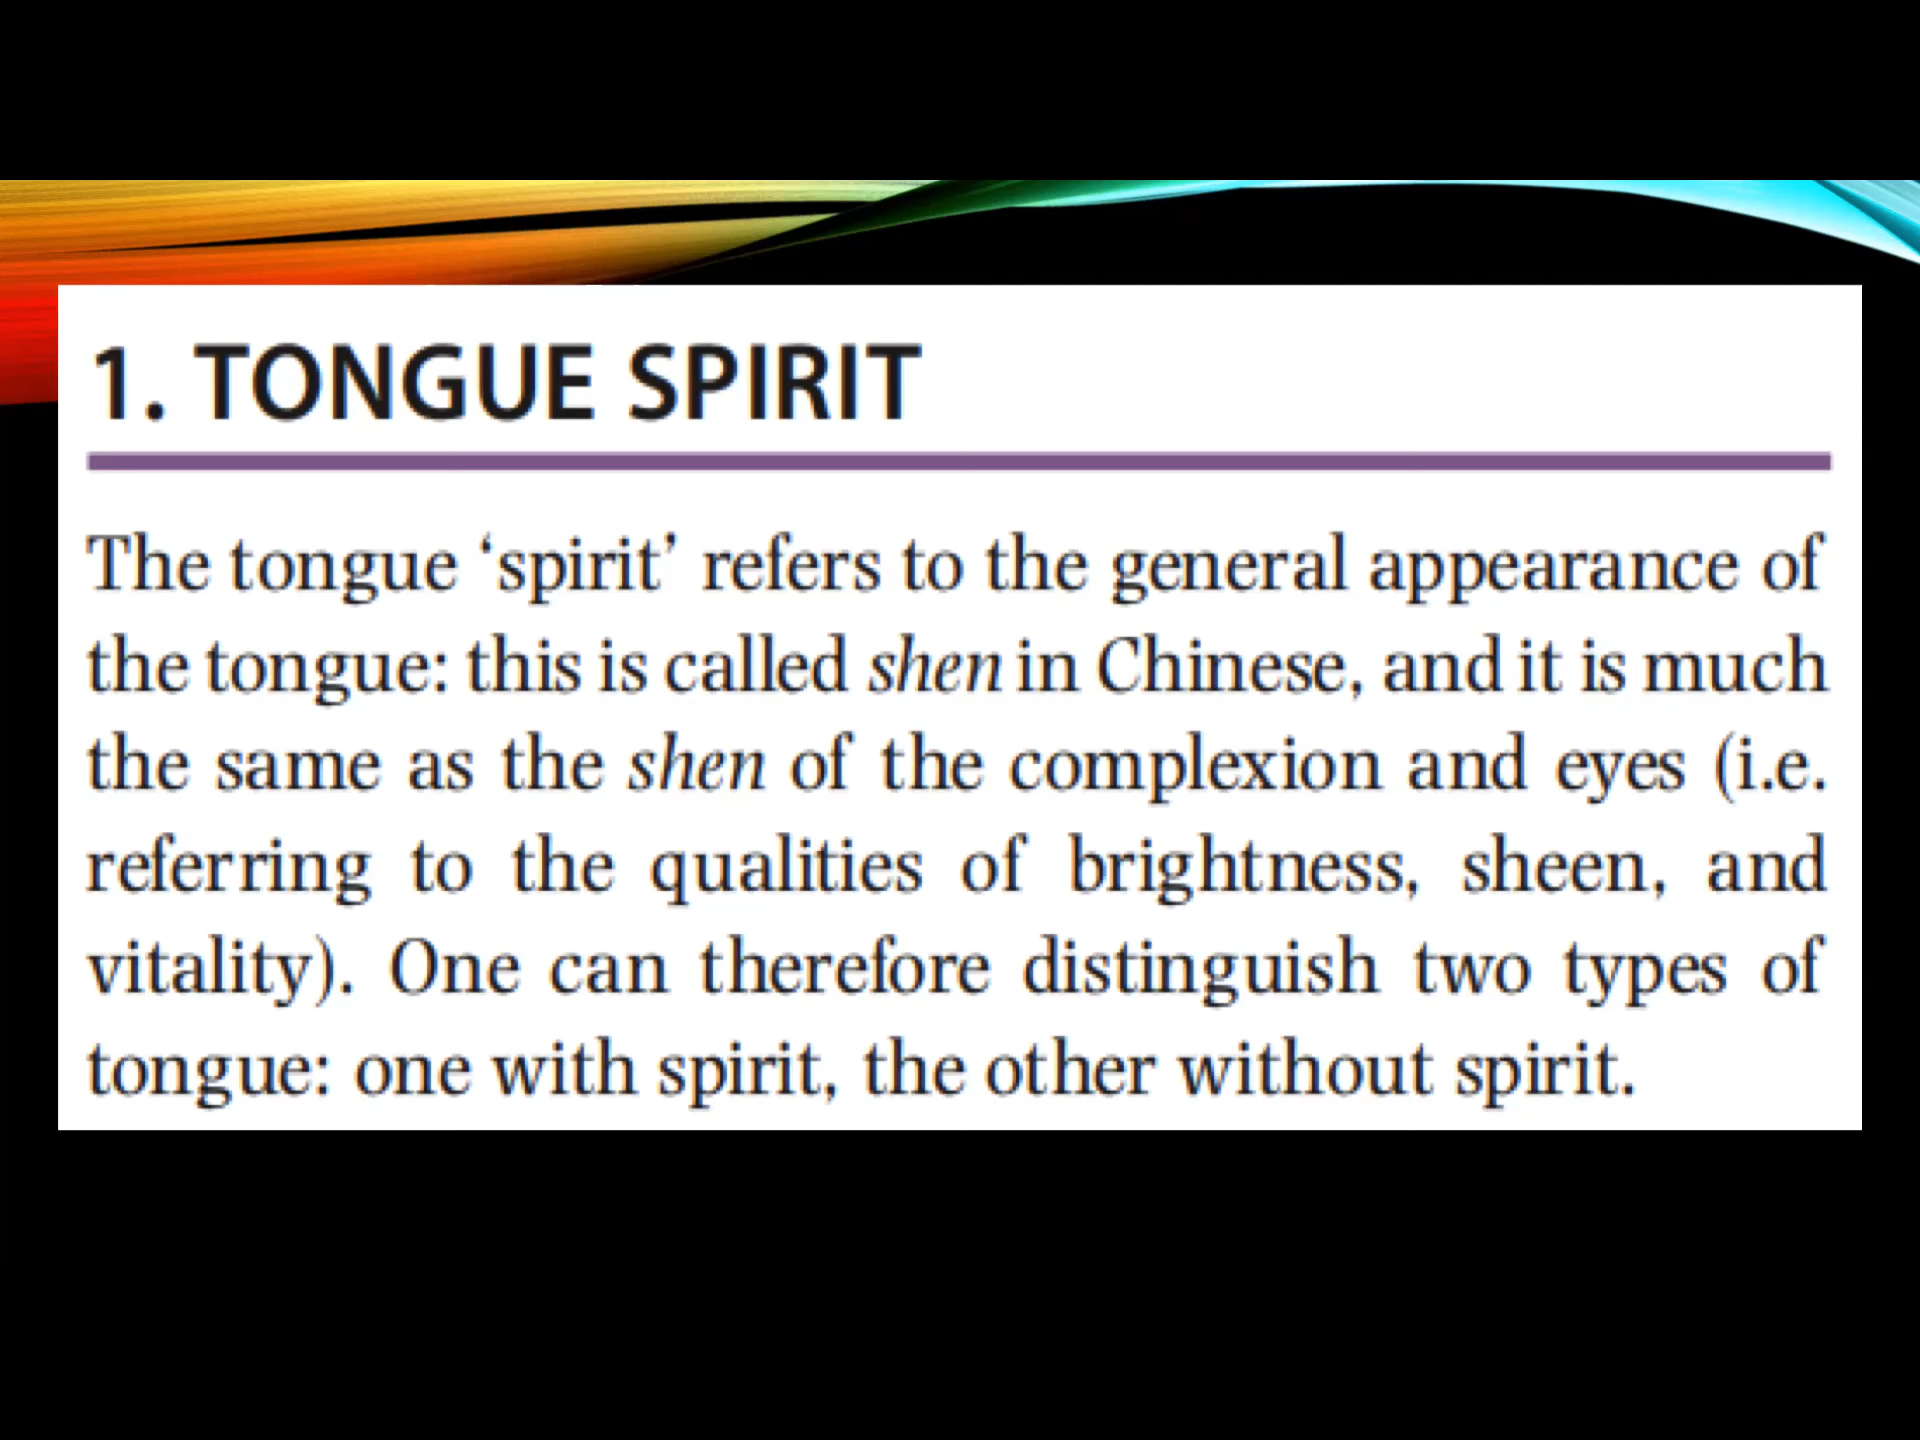 1. TONGUE SPIRIT
The tongue ‘spirit’ refers to the general appearance of
the tongue: this is called shen in Chinese, and it is much
the same as the shen of the complexion and eyes (i.e.
referring to the qualities of brightness, sheen, and
vitality). One can therefore distinguish two types of
tongue: one with spirit, the other without spirit.